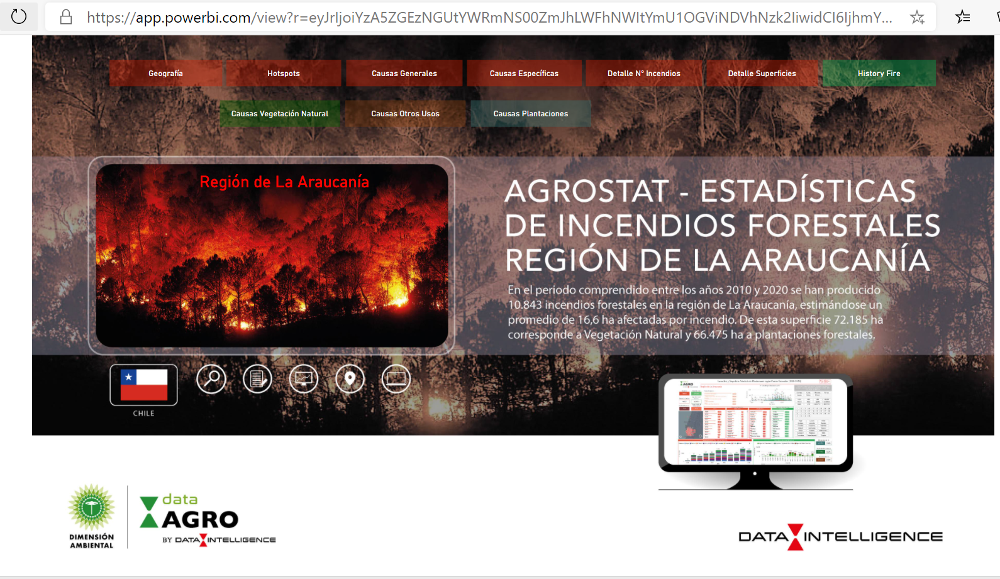 https://app.powerbi.com/view?r=eyJrIjoiYzA5ZGEzNGUtYWRmNS00ZmJhLWFhNWItYmU1OGViNDVhNzk2IiwidCI6IjhmY...
Geografía
Hotspots
Causas Generales
Causas Específicas
Detalle N° Incendios
Detalle Superficies
History Fire
Causas Vegetación Natural
Causas Otros Usos
Causas Plantaciones
Región de La Araucanía
AGROSTAT - ESTADÍSTICAS
DE INCENDIOS FORESTALES
REGIÓN DE LA ARAUCANÍA
En el periodo comprendido entre los años 2010 y 2020 se han producido
10.843 incendios forestales en la región de La Araucanía, estimándose un
promedio de 16,6 ha afectadas por incendio. De esta superficie 72.185 ha
corresponde a Vegetación Natural y 66.475 ha a plantaciones forestales.
CHILE
AGRO
DIMENSIÓN
AMBIENTAL
data
AGRO
BY DATA INTELLIGENCE
DATA INTELLIGENCE